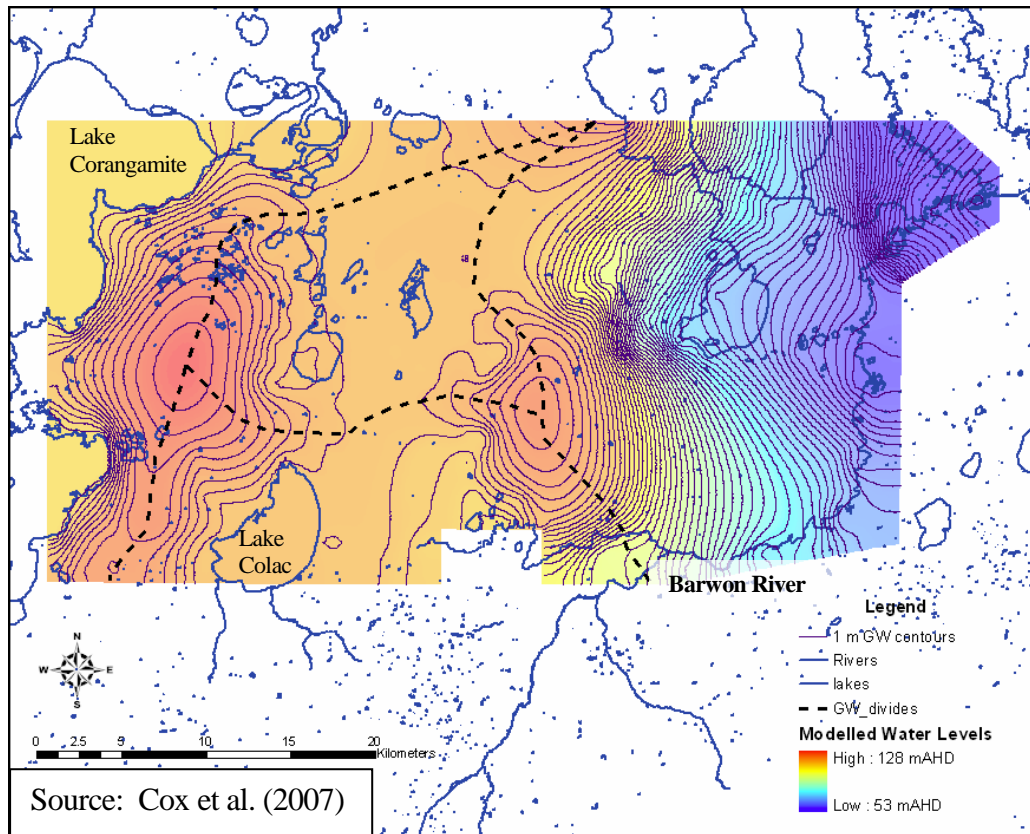 Lake
Corangamite
Lake
Colac
Barwon River
Legend
1 m GW contours
Rivers
lakes
GW_divides
Modelled Water Levels
High : 128 mAHD
Low : 53 mAHD
N
W E
S
0 2.5 5 10 15 20
Kilometers
Source: Cox et al. (2007)